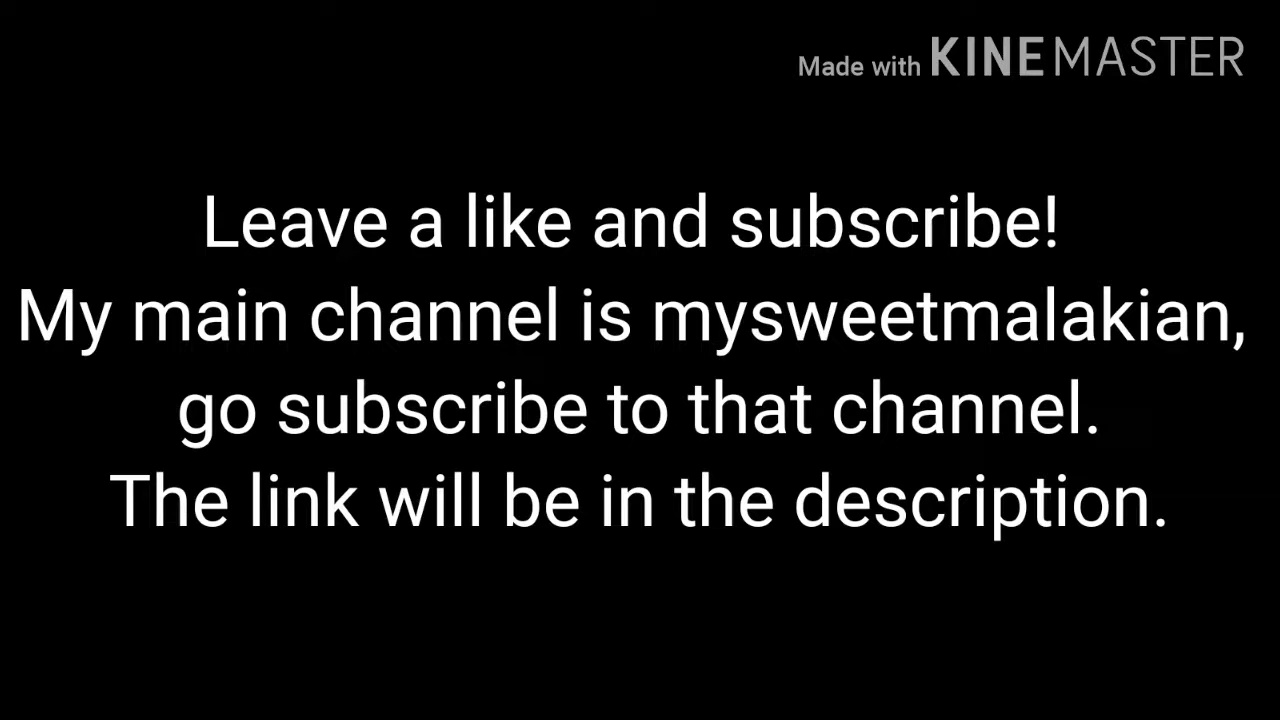 Made with KINEMASTER
Leave a like and subscribe!
My main channel is mysweetmalakian,
go subscribe to that channel.
The link will be in the description.